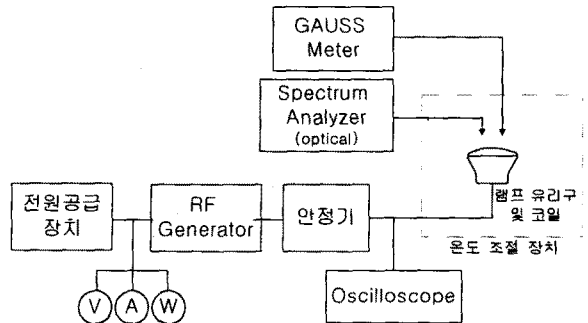 GAUSS
Meter
Spectrum
Analyzer
(optical)
램프 유리구
및 코일
온도 조절 장치
전원공급
장치
RF
Generator
안정기
Oscilloscope
V A W